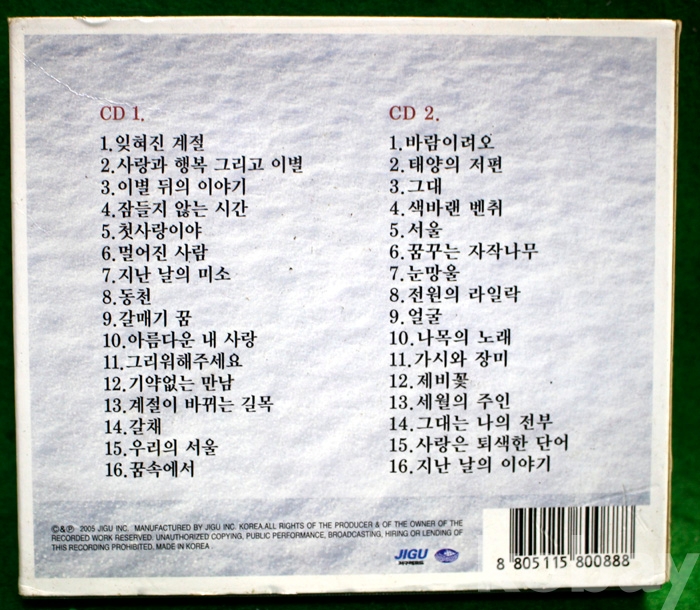 CD 1.
1.잊혀진 계절
2.사랑과 행복 그리고 이별
3.이별 뒤의 이야기
4.잠들지 않는 시간
5.첫사랑이야
6.멀어진 사람
7.지난 날의 미소
8.동천
9.갈매기 꿈
10.아름다운 내 사랑
11.그리워해주세요
12.기약없는 만남
13.계절이 바뀌는 길목
14.갈채
15.우리의 서울
16.꿈속에서
CD 2.
1.바람이려오
2.태양의 저편
3.그대
4.색바랜 벤취
5.서울
6.꿈꾸는 자작나무
7.눈망울
8.전원의 라일락
9.얼굴
10.나목의 노래
11.가시와 장미
12.제비꽃
13.세월의 주인
14.그대는 나의 전부
15.사랑은 퇴색한 단어
16.지난 날의 이야기
©&℗ 2005 JIGU INC. MANUFACTURED BY JIGU INC. KOREA.ALL RIGHTS OF THE PRODUCER & OF THE OWNER OF THE
RECORDED WORK RESERVED. UNAUTHORIZED COPYING, PUBLIC PERFORMANCE, BROADCASTING, HIRING OR LENDING OF
THIS RECORDING PROHIBITED. MADE IN KOREA
JIGU
지구레코드
8 805115 800888